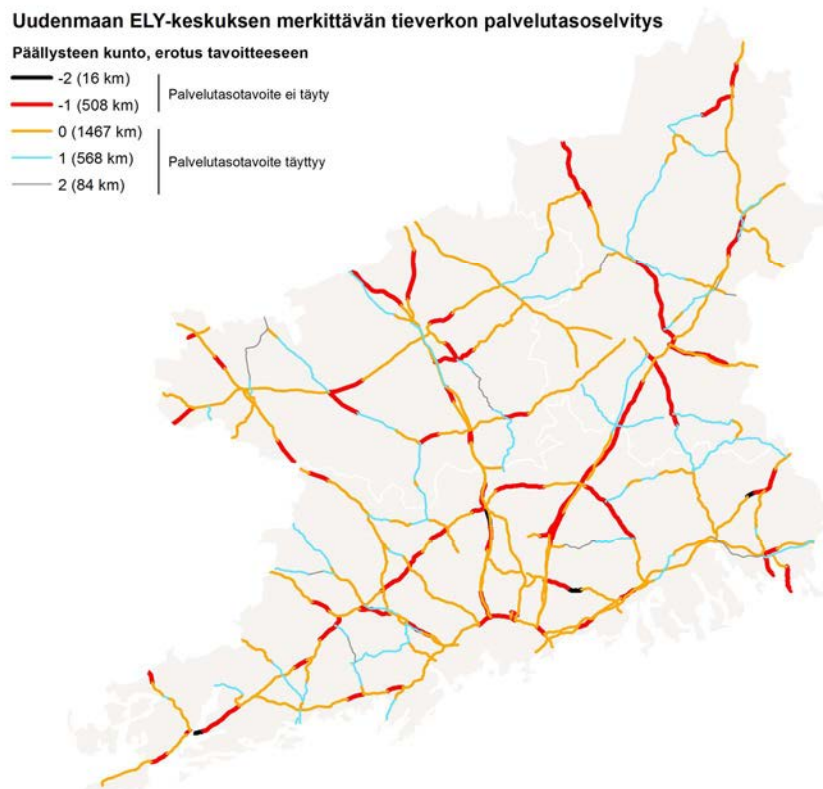 Uudenmaan ELY-keskuksen merkittävän tieverkon palvelutasoselvitys
Päällysteen kunto, erotus tavoitteeseen
-2 (16 km)
-1 (508 km)
Palvelutasotavoite ei täyty
0 (1467 km)
1 (568 km)
2 (84 km)
Palvelutasotavoite täyttyy